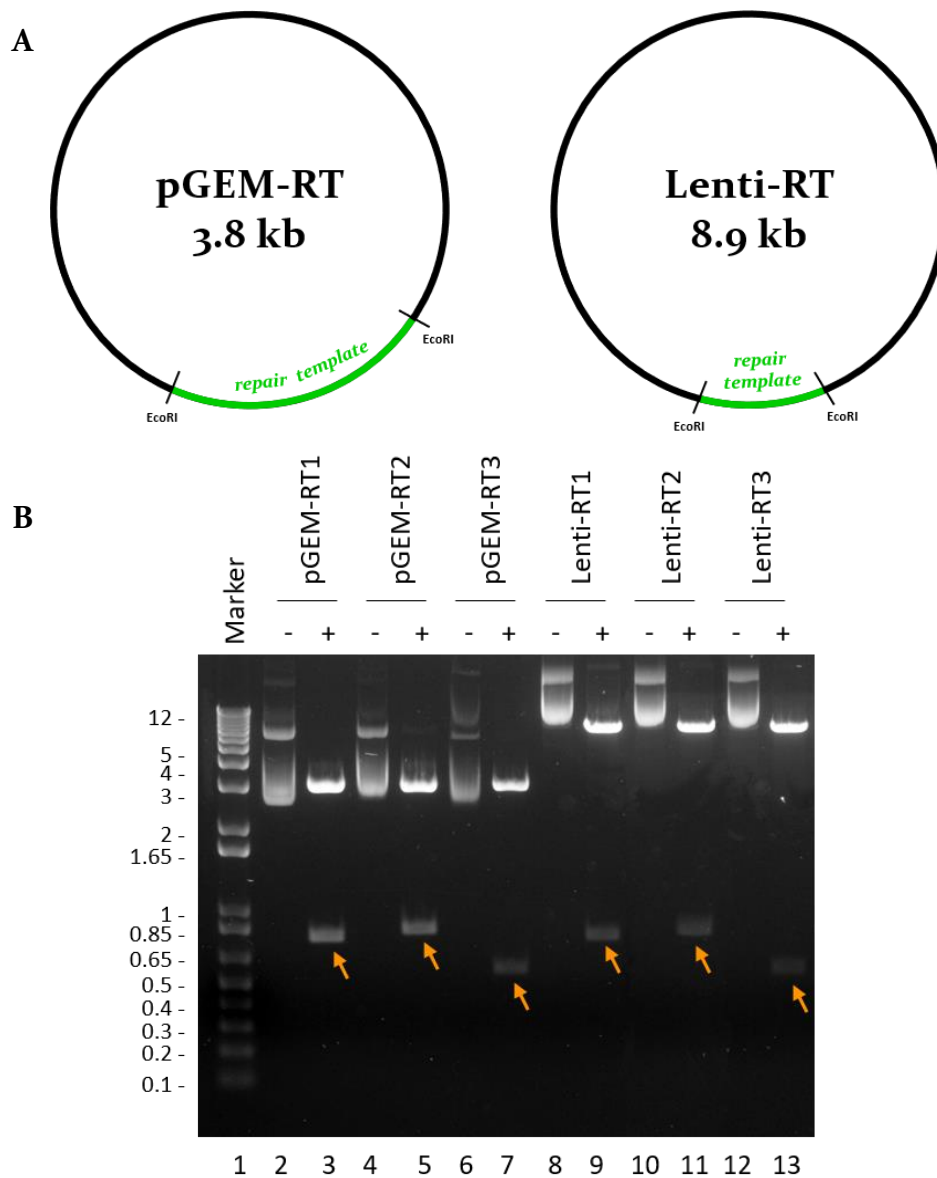 A
pGEM-RT
3.8 kb
EcoRI
repair template
EcoRI
Lenti-RT
8.9 kb
repair
template
EcoRI
EcoRI
B
Marker
pGEM-RT1
pGEM-RT2
pGEM-RT3
Lenti-RT1
Lenti-RT2
Lenti-RT3
- + - + - + - + - + - +
12 -
5 -
4 -
3 -
2 -
1.65 -
1 -
0.85 -
0.65 -
0.5 -
0.4 -
0.3 -
0.2 -
0.1 -
1 2 3 4 5 6 7 8 9 10 11 12 13